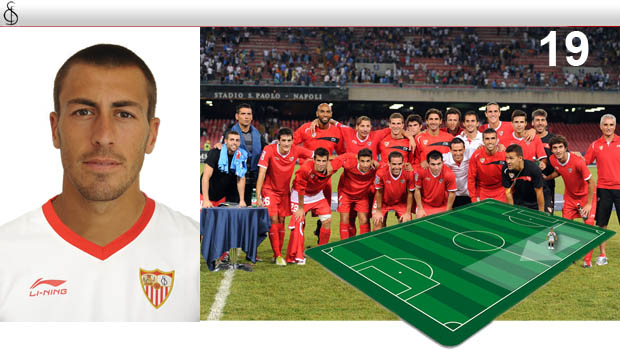 19
STADIO S. PAOLO - NAPOLI
LI-NING